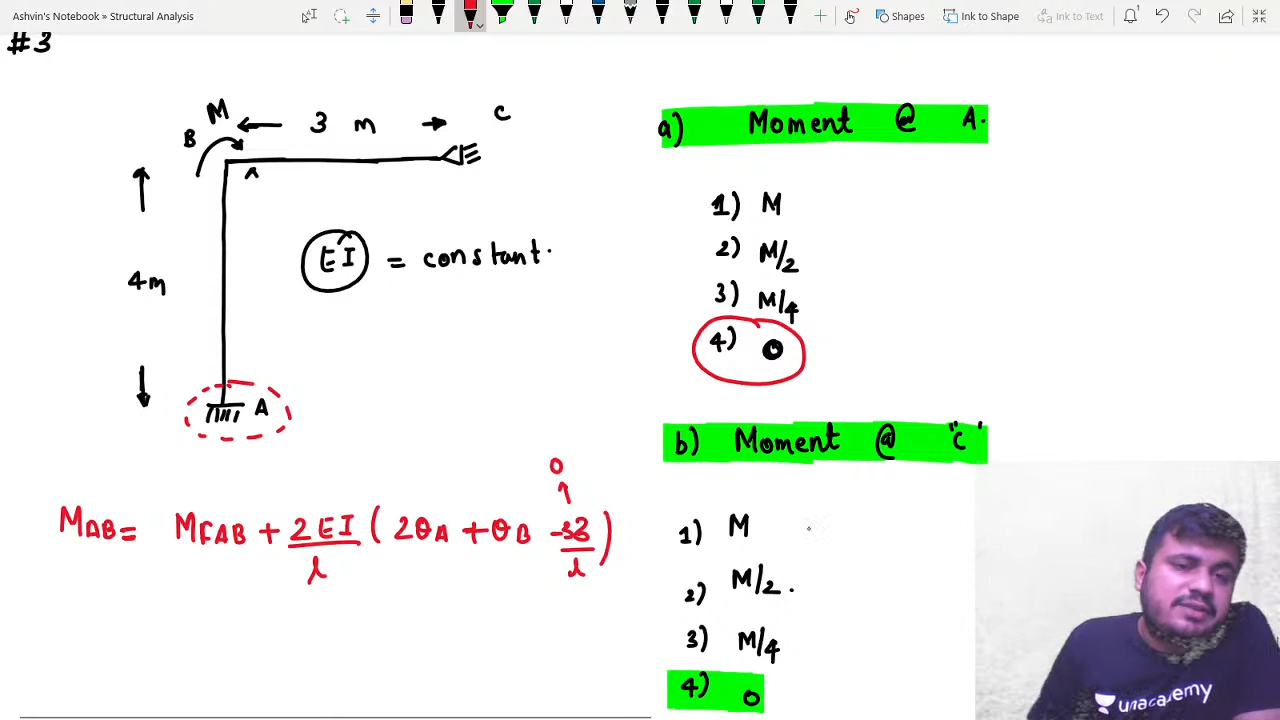 Ashvin's Notebook » Structural Analysis
Shapes
Ink to Shape
Ink to Text
#3
M
B
3 m
C
4m
EI = constant.
A
a) Moment @ A.
1) M
2) M/2
3) M/4
4) 0
b) Moment @ "C"
0
MAB = MFAB + 2EI/l (2θA + θB -3δ/l)
1) M
2) M/2.
3) M/4
4) 0
unacademy